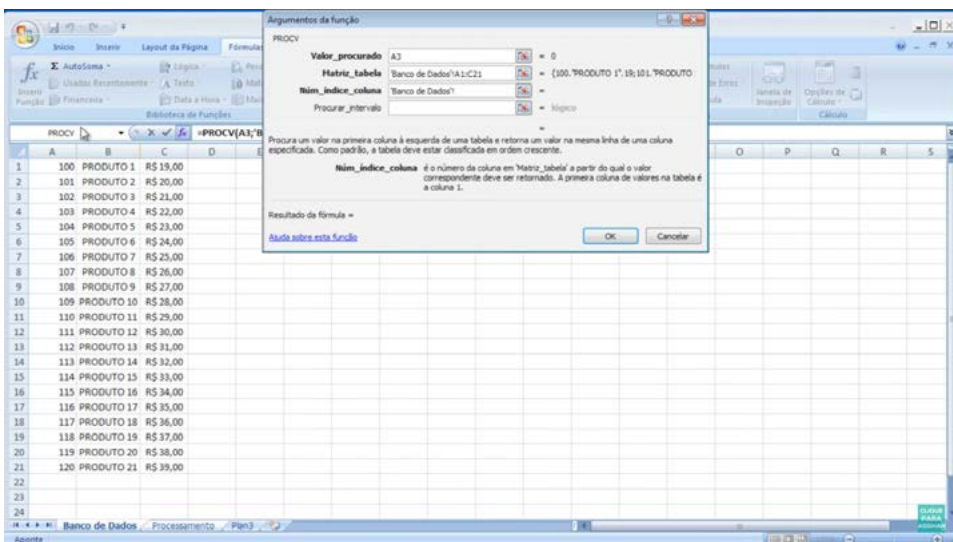 Argumentos da função
Início Inserir Layout da Página Fórmulas
Σ AutoSoma
Lógica
Usadas Recentemente
Texto
Financeira
Data e Hora
Inserir Função
Biblioteca de Funções
Janela de Inspeção
Opções de Cálculo
Cálculo
PROCV
Valor_procurado A3 = 0
Matriz_tabela 'Banco de Dados'!A1:C21 = {100."PRODUTO 1".19;101."PRODUTO
Núm_índice_coluna 'Banco de Dados'! =
Procurar_intervalo = lógico
=
Procura um valor na primeira coluna à esquerda de uma tabela e retorna um valor na mesma linha de uma coluna
especificada. Como padrão, a tabela deve estar classificada em ordem crescente.
Núm_índice_coluna é o número da coluna em 'Matriz_tabela' a partir do qual o valor
correspondente deve ser retornado. A primeira coluna de valores na tabela é
a coluna 1.
Resultado da fórmula =
Ajuda sobre esta função
OK Cancelar
PROCV =PROCV(A3;'B
A B C D E O P Q R S
1 100 PRODUTO 1 R$ 19,00
2 101 PRODUTO 2 R$ 20,00
3 102 PRODUTO 3 R$ 21,00
4 103 PRODUTO 4 R$ 22,00
5 104 PRODUTO 5 R$ 23,00
6 105 PRODUTO 6 R$ 24,00
7 106 PRODUTO 7 R$ 25,00
8 107 PRODUTO 8 R$ 26,00
9 108 PRODUTO 9 R$ 27,00
10 109 PRODUTO 10 R$ 28,00
11 110 PRODUTO 11 R$ 29,00
12 111 PRODUTO 12 R$ 30,00
13 112 PRODUTO 13 R$ 31,00
14 113 PRODUTO 14 R$ 32,00
15 114 PRODUTO 15 R$ 33,00
16 115 PRODUTO 16 R$ 34,00
17 116 PRODUTO 17 R$ 35,00
18 117 PRODUTO 18 R$ 36,00
19 118 PRODUTO 19 R$ 37,00
20 119 PRODUTO 20 R$ 38,00
21 120 PRODUTO 21 R$ 39,00
22
23
24
Banco de Dados Processamento Plan3
CLIQUE
PARA
ASSINAR
Aponte